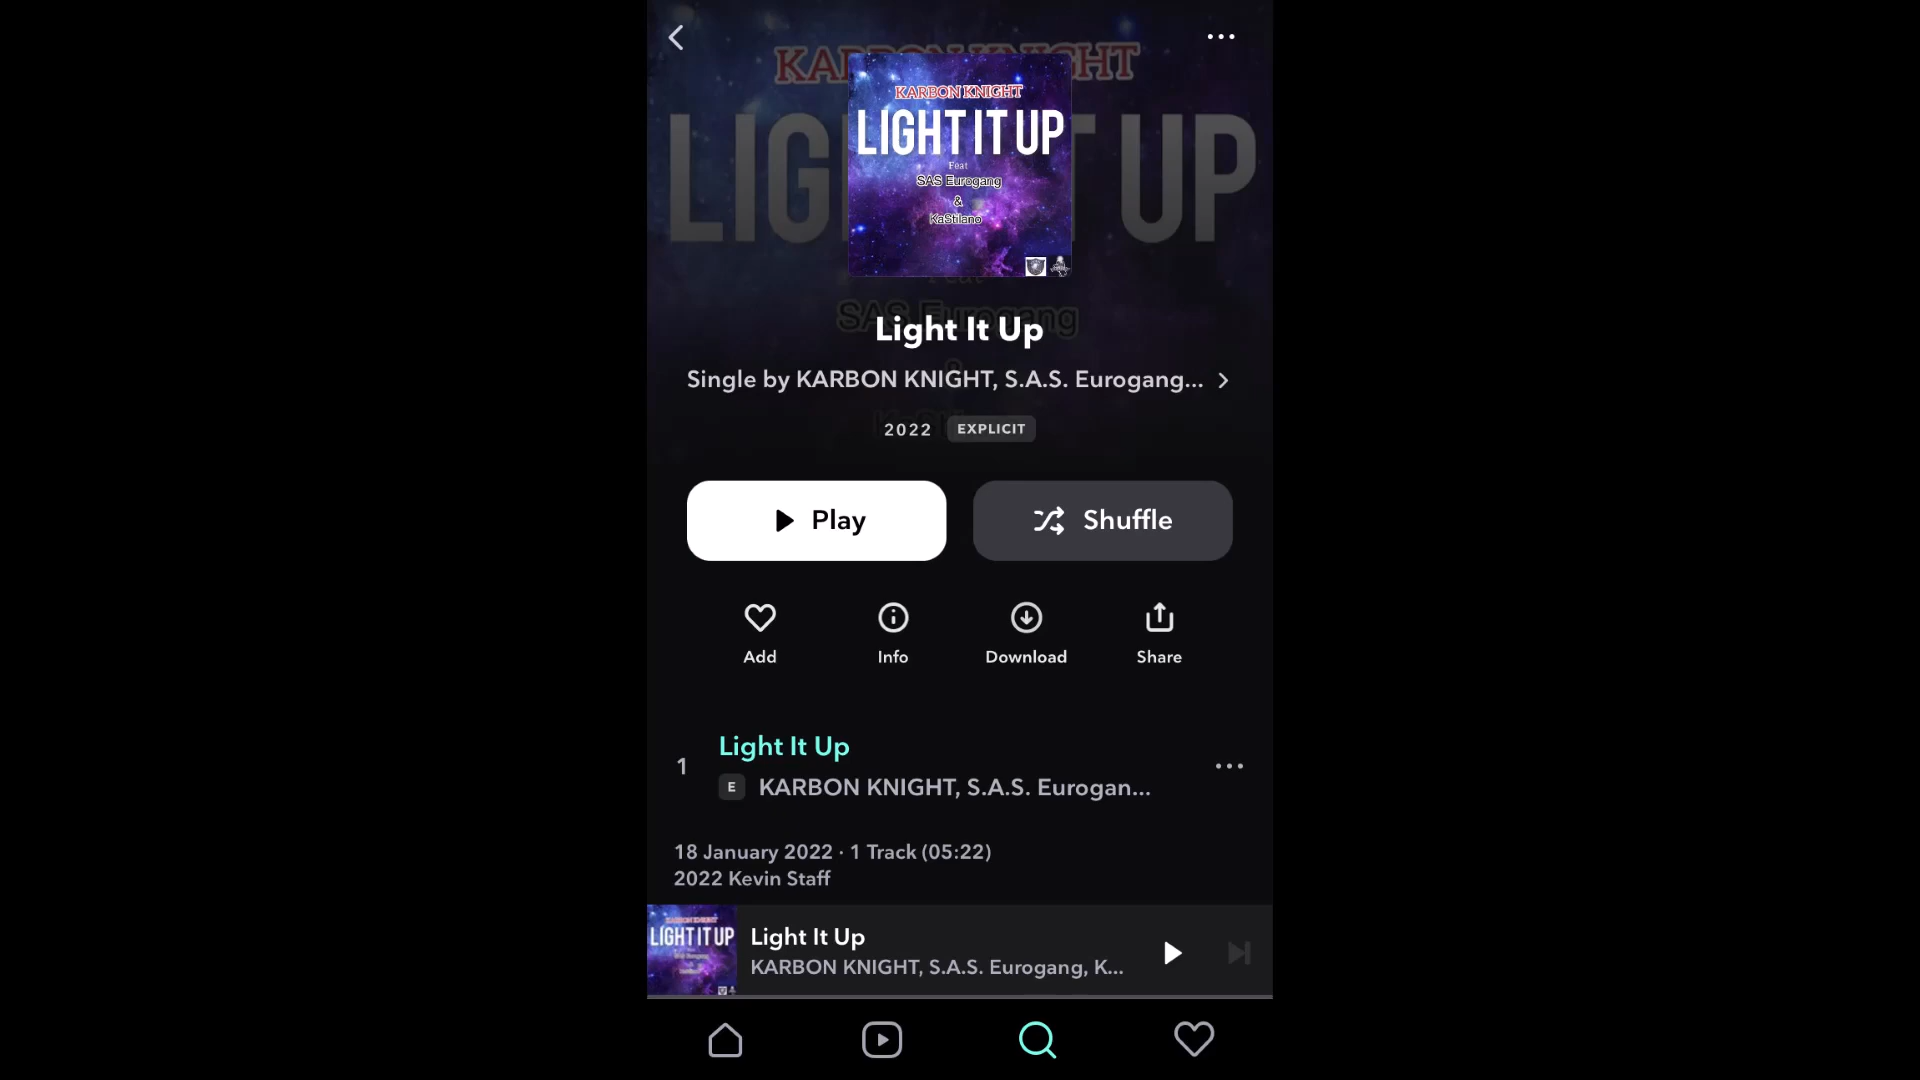 KARBON KNIGHT
LIGHT IT UP
Feat
SAS Eurogang
&
KaStilano
Light It Up
Single by KARBON KNIGHT, S.A.S. Eurogang...
2022 EXPLICIT
Play
Shuffle
Add
Info
Download
Share
1
Light It Up
E KARBON KNIGHT, S.A.S. Eurogan...
18 January 2022 · 1 Track (05:22)
2022 Kevin Staff
LIGHT IT UP
Light It Up
KARBON KNIGHT, S.A.S. Eurogang, K...